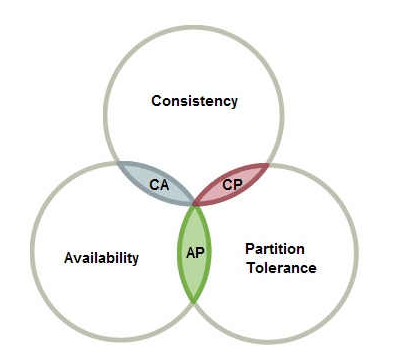 Consistency
CA
CP
Availability
AP
Partition
Tolerance